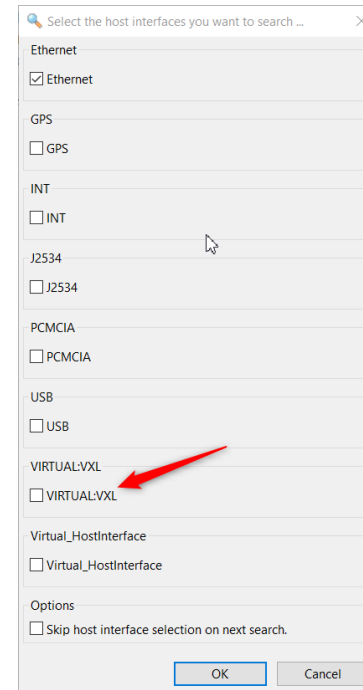 Select the host interfaces you want to search ...
Ethernet
Ethernet
GPS
GPS
INT
INT
J2534
J2534
PCMCIA
PCMCIA
USB
USB
VIRTUAL:VXL
VIRTUAL:VXL
Virtual_HostInterface
Virtual_HostInterface
Options
Skip host interface selection on next search.
OK Cancel